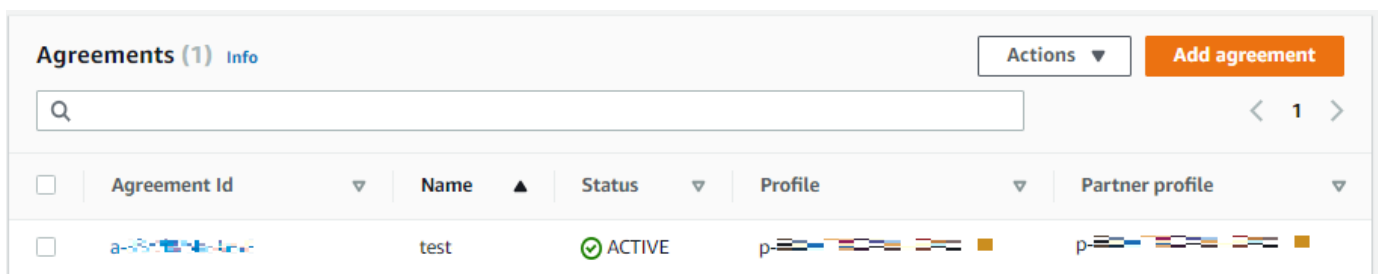 Agreements (1) Info
Actions
Add agreement
1
Agreement Id Name Status Profile Partner profile
test ACTIVE